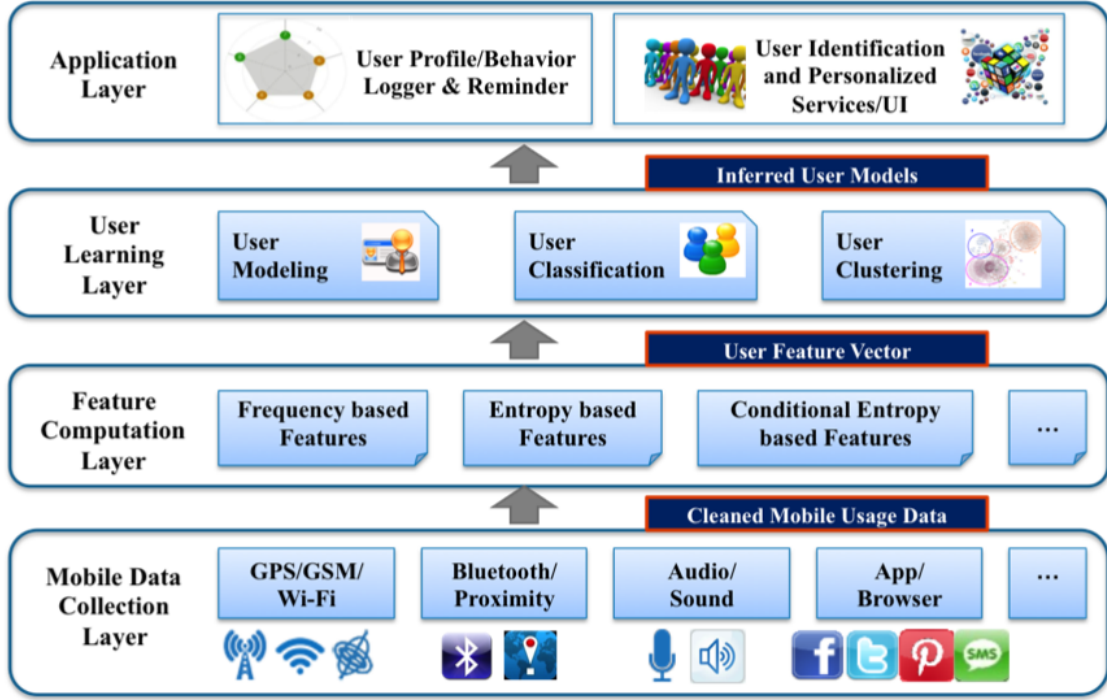 Application
Layer
User Profile/Behavior
Logger & Reminder
User Identification
and Personalized
Services/UI
Inferred User Models
User
Learning
Layer
User
Modeling
User
Classification
User
Clustering
User Feature Vector
Feature
Computation
Layer
Frequency based
Features
Entropy based
Features
Conditional Entropy
based Features
...
Cleaned Mobile Usage Data
Mobile Data
Collection
Layer
GPS/GSM/
Wi-Fi
Bluetooth/
Proximity
Audio/
Sound
App/
Browser
...
SMS